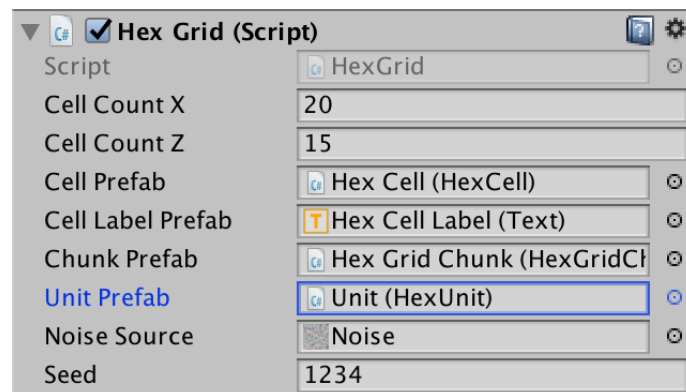 Hex Grid (Script)
Script HexGrid
Cell Count X 20
Cell Count Z 15
Cell Prefab Hex Cell (HexCell)
Cell Label Prefab Hex Cell Label (Text)
Chunk Prefab Hex Grid Chunk (HexGridCh
Unit Prefab Unit (HexUnit)
Noise Source Noise
Seed 1234